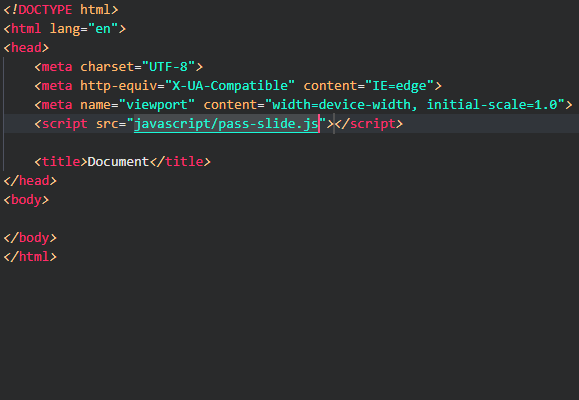 <!DOCTYPE html>
<html lang="en">
<head>
    <meta charset="UTF-8">
    <meta http-equiv="X-UA-Compatible" content="IE=edge">
    <meta name="viewport" content="width=device-width, initial-scale=1.0">
    <script src="javascript/pass-slide.js"></script>

    <title>Document</title>
</head>
<body>

</body>
</html>